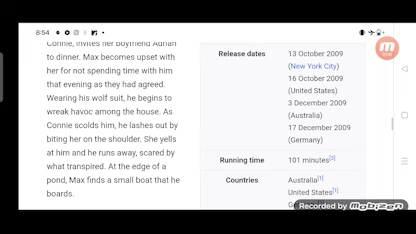 8:54
Connie, invites her boyfriend Adrian
to dinner. Max becomes upset with
her for not spending time with him
that evening as they had agreed.
Wearing his wolf suit, he begins to
wreak havoc among the house. As
Connie scolds him, he lashes out by
biting her on the shoulder. She yells
at him and he runs away, scared by
what transpired. At the edge of a
pond, Max finds a small boat that he
boards.
Release dates
13 October 2009
(New York City)
16 October 2009
(United States)
3 December 2009
(Australia)
17 December 2009
(Germany)
Running time
101 minutes
Countries
Australia[1]
United States[1]
Recorded by MOBIZEN